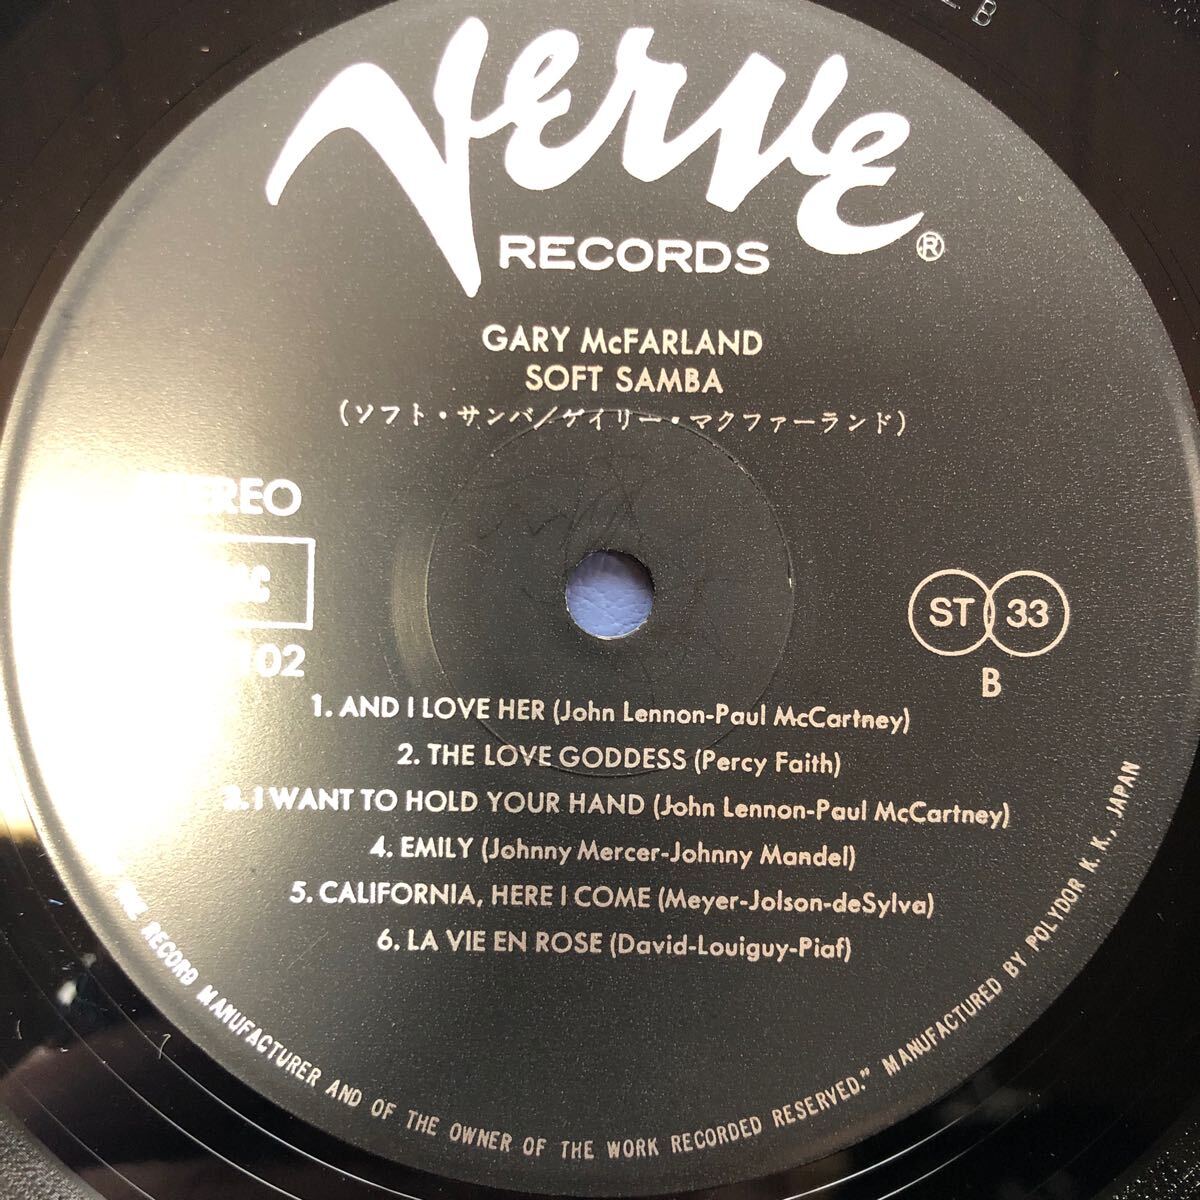 Verve
RECORDS ®
GARY McFARLAND
SOFT SAMBA
(ソフト・サンバ/ゲイリー・マクファーランド)
STEREO
02
ST 33
B
1. AND I LOVE HER (John Lennon-Paul McCartney)
2. THE LOVE GODDESS (Percy Faith)
3. I WANT TO HOLD YOUR HAND (John Lennon-Paul McCartney)
4. EMILY (Johnny Mercer-Johnny Mandel)
5. CALIFORNIA, HERE I COME (Meyer-Jolson-deSylva)
6. LA VIE EN ROSE (David-Louiguy-Piaf)
THE RECORD MANUFACTURER AND OF THE OWNER OF THE WORK RECORDED RESERVED." MANUFACTURED BY POLYDOR K. K., JAPAN
B